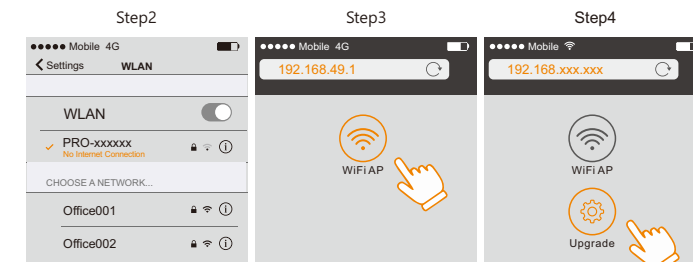 Step2
Mobile 4G
Settings WLAN
WLAN
PRO-xxxxxx
No Internet Connection
CHOOSE A NETWORK...
Office001
Office002
Step3
Mobile 4G
192.168.49.1
WiFi AP
Step4
Mobile
192.168.xxx.xxx
WiFi AP
Upgrade